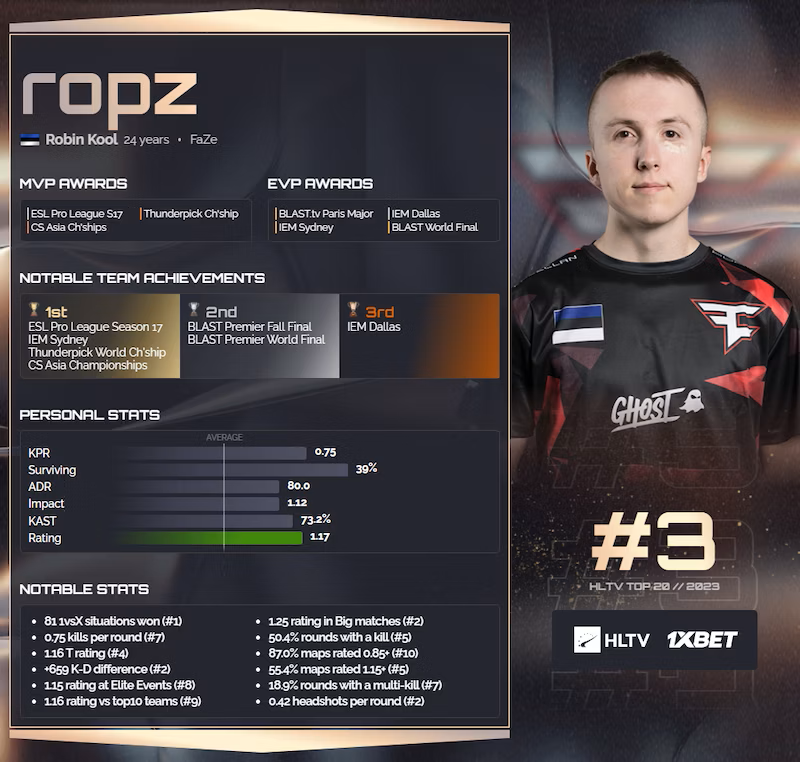 ropz
Robin Kool 24 years • FaZe
MVP AWARDS
ESL Pro League S17
Thunderpick Ch'ship
CS Asia Ch'ships
EVP AWARDS
BLAST.tv Paris Major
IEM Dallas
IEM Sydney
BLAST World Final
NOTABLE TEAM ACHIEVEMENTS
1st
ESL Pro League Season 17
IEM Sydney
Thunderpick World Ch'ship
CS Asia Championships
2nd
BLAST Premier Fall Final
BLAST Premier World Final
3rd
IEM Dallas
PERSONAL STATS
AVERAGE
KPR 0.75
Surviving 39%
ADR 80.0
Impact 1.12
KAST 73.2%
Rating 1.17
NOTABLE STATS
• 81 1vsX situations won (#1)
• 0.75 kills per round (#7)
• 1.16 T rating (#4)
• +659 K-D difference (#2)
• 1.15 rating at Elite Events (#8)
• 1.16 rating vs top10 teams (#9)
• 1.25 rating in Big matches (#2)
• 50.4% rounds with a kill (#5)
• 87.0% maps rated 0.85+ (#10)
• 55.4% maps rated 1.15+ (#5)
• 18.9% rounds with a multi-kill (#7)
• 0.42 headshots per round (#2)
GHOST
#3
HLTV TOP 20 // 2023
HLTV 1XBET